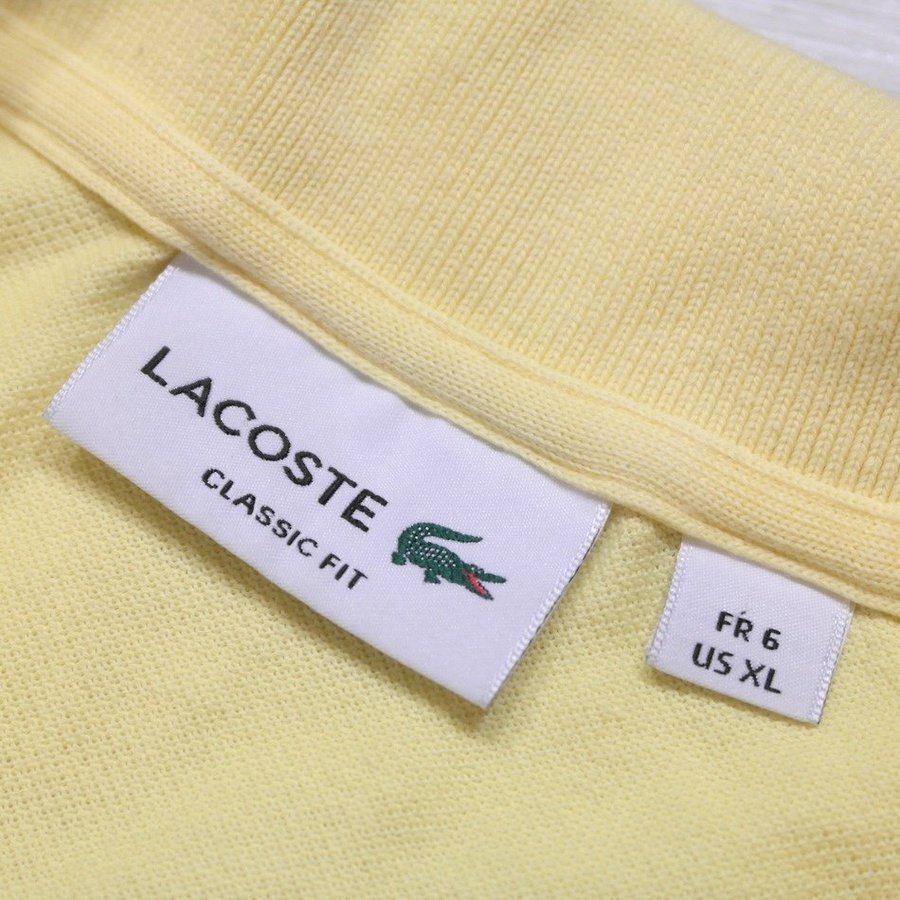 LACOSTE
CLASSIC FIT
FR 6
US XL